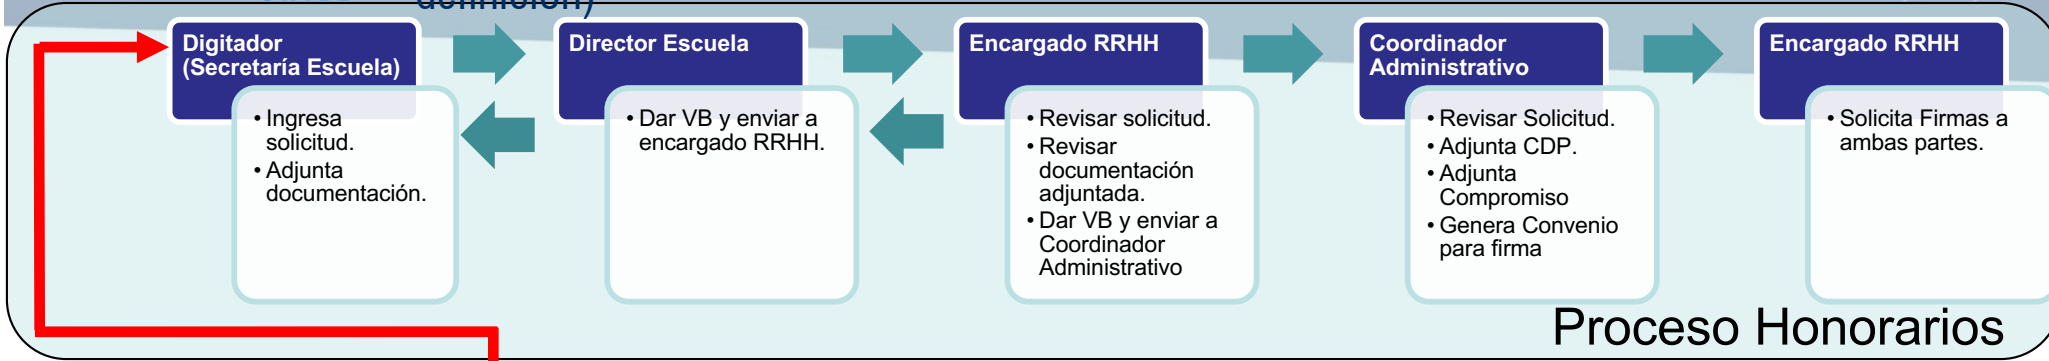 definición)
Digitador
(Secretaría Escuela)
• Ingresa
solicitud.
• Adjunta
documentación.
Director Escuela
• Dar VB y enviar a
encargado RRHH.
Encargado RRHH
• Revisar solicitud.
• Revisar
documentación
adjuntada.
• Dar VB y enviar a
Coordinador
Administrativo
Coordinador
Administrativo
• Revisar Solicitud.
• Adjunta CDP.
• Adjunta
Compromiso
• Genera Convenio
para firma
Encargado RRHH
• Solicita Firmas a
ambas partes.
Proceso Honorarios